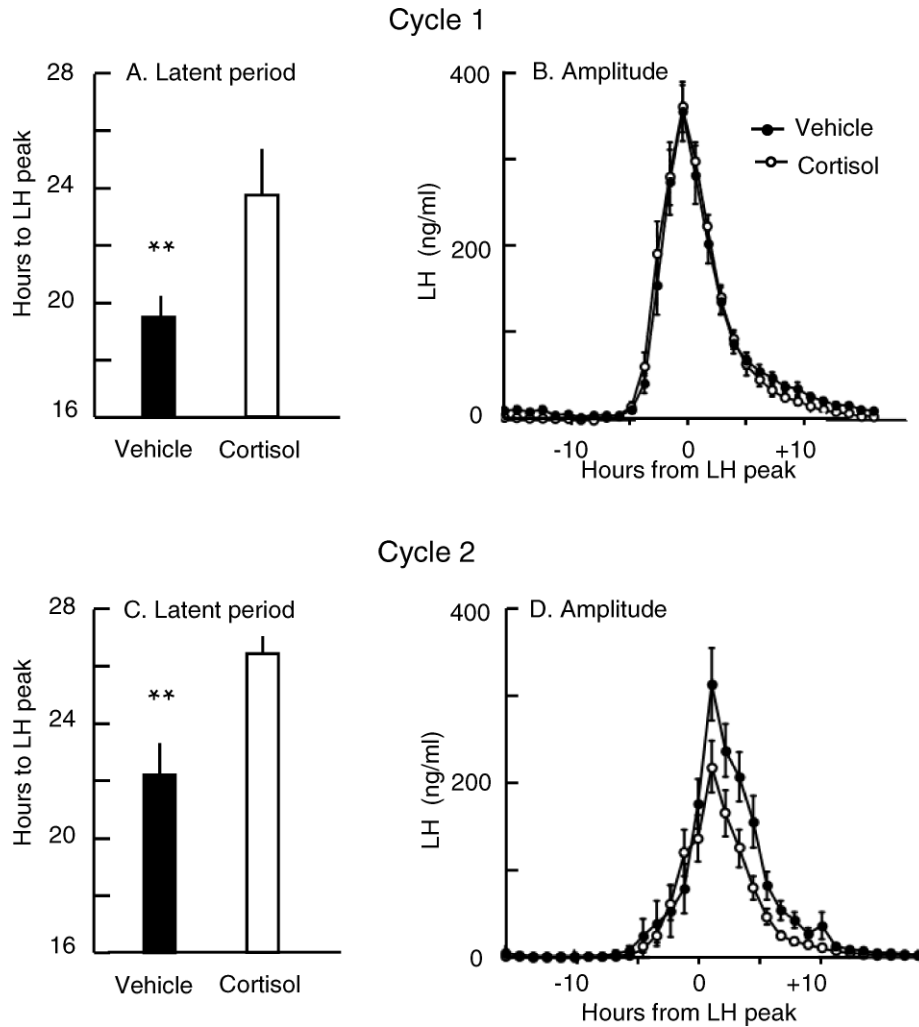 Cycle 1
A. Latent period
Hours to LH peak
28
24
20
16
**
Vehicle Cortisol
B. Amplitude
LH (ng/ml)
400
200
0
Vehicle
Cortisol
-10 0 +10
Hours from LH peak
Cycle 2
C. Latent period
Hours to LH peak
28
24
20
16
**
Vehicle Cortisol
D. Amplitude
LH (ng/ml)
400
200
0
-10 0 +10
Hours from LH peak